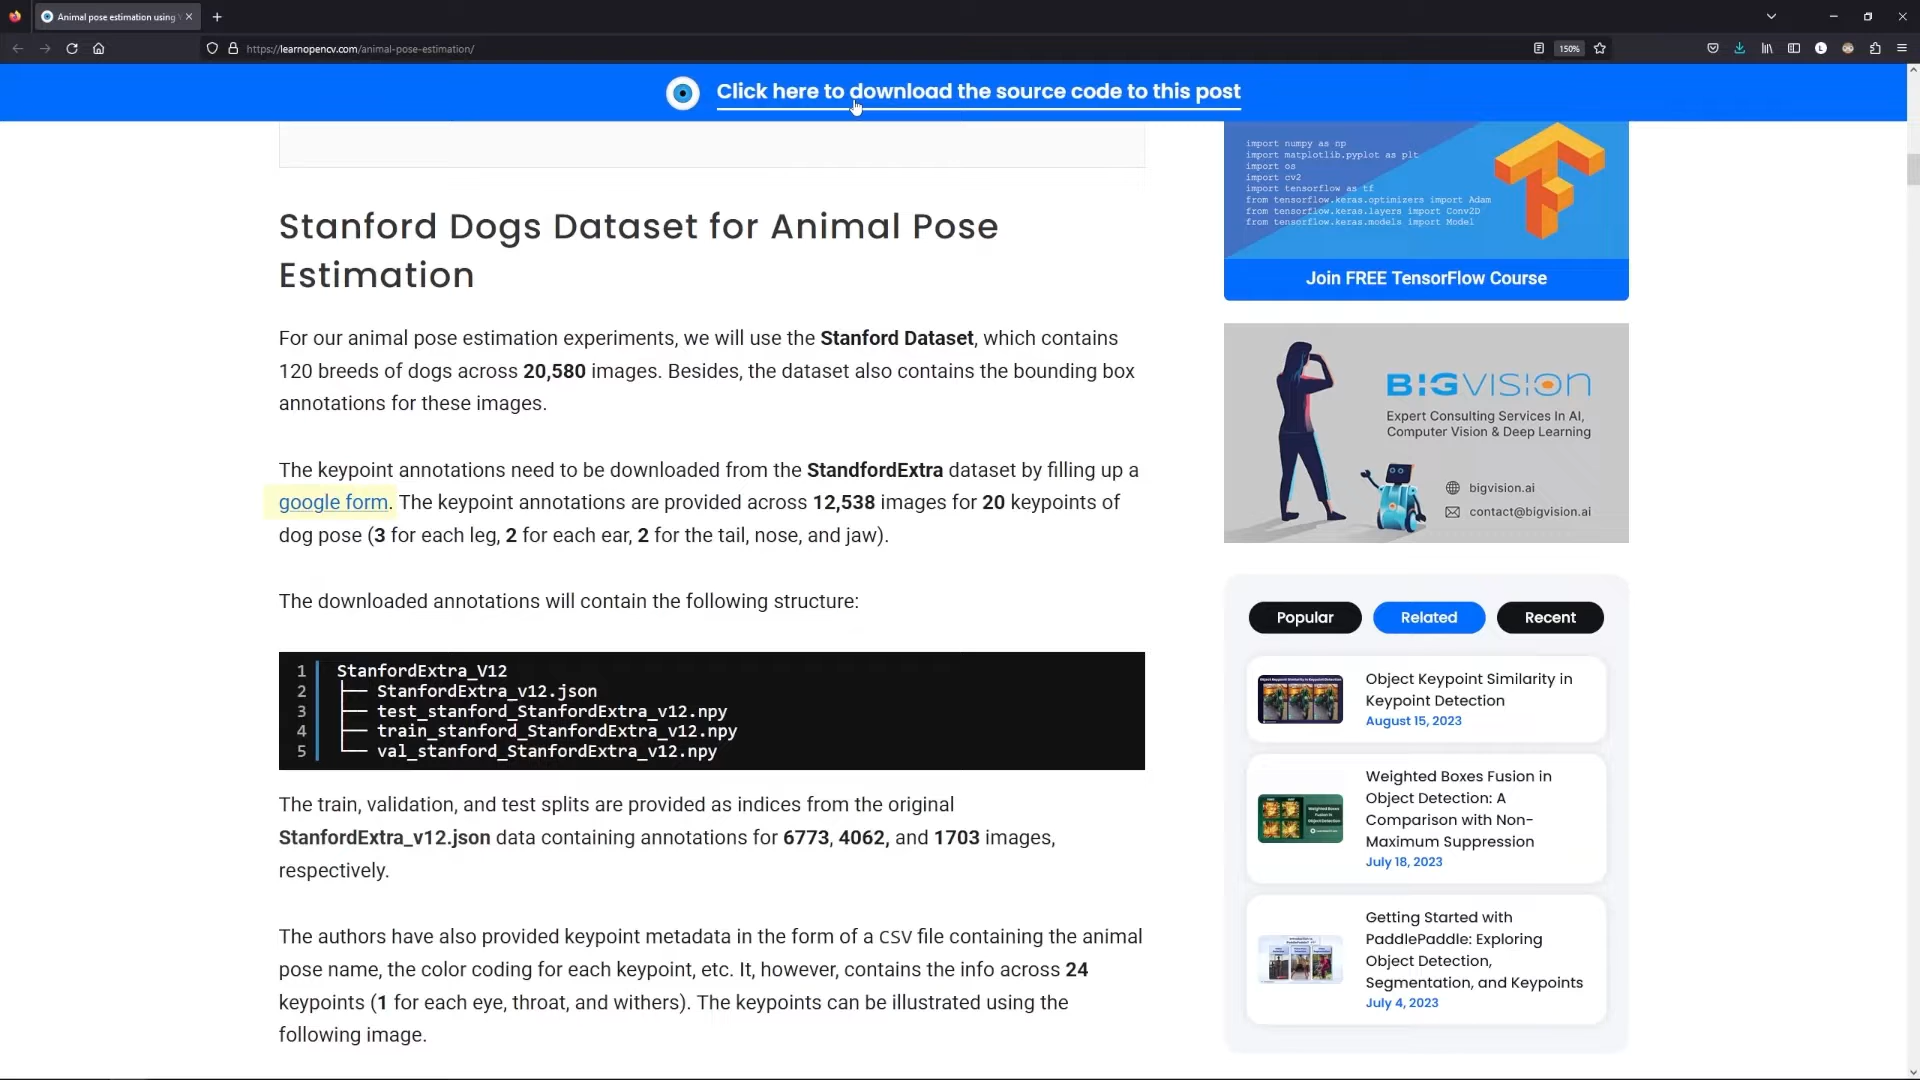 Animal pose estimation using
https://learnopencv.com/animal-pose-estimation/
150%
Click here to download the source code to this post
Stanford Dogs Dataset for Animal Pose
Estimation
For our animal pose estimation experiments, we will use the Stanford Dataset, which contains
120 breeds of dogs across 20,580 images. Besides, the dataset also contains the bounding box
annotations for these images.
The keypoint annotations need to be downloaded from the StandfordExtra dataset by filling up a
google form. The keypoint annotations are provided across 12,538 images for 20 keypoints of
dog pose (3 for each leg, 2 for each ear, 2 for the tail, nose, and jaw).
The downloaded annotations will contain the following structure:
1 StanfordExtra_V12
2 ├── StanfordExtra_v12.json
3 ├── test_stanford_StanfordExtra_v12.npy
4 ├── train_stanford_StanfordExtra_v12.npy
5 └── val_stanford_StanfordExtra_v12.npy
The train, validation, and test splits are provided as indices from the original
StanfordExtra_v12.json data containing annotations for 6773, 4062, and 1703 images,
respectively.
The authors have also provided keypoint metadata in the form of a CSV file containing the animal
pose name, the color coding for each keypoint, etc. It, however, contains the info across 24
keypoints (1 for each eye, throat, and withers). The keypoints can be illustrated using the
following image.
import numpy as np
import matplotlib.pyplot as plt
import os
import cv2
import tensorflow as tf
from tensorflow.keras.optimizers import Adam
from tensorflow.keras.layers import Conv2D
from tensorflow.keras.models import Model
Join FREE TensorFlow Course
BIGVISION
Expert Consulting Services In AI,
Computer Vision & Deep Learning
bigvision.ai
contact@bigvision.ai
Popular
Related
Recent
Object Keypoint Similarity in
Keypoint Detection
August 15, 2023
Weighted Boxes Fusion in
Object Detection: A
Comparison with Non-
Maximum Suppression
July 18, 2023
Getting Started with
PaddlePaddle: Exploring
Object Detection,
Segmentation, and Keypoints
July 4, 2023